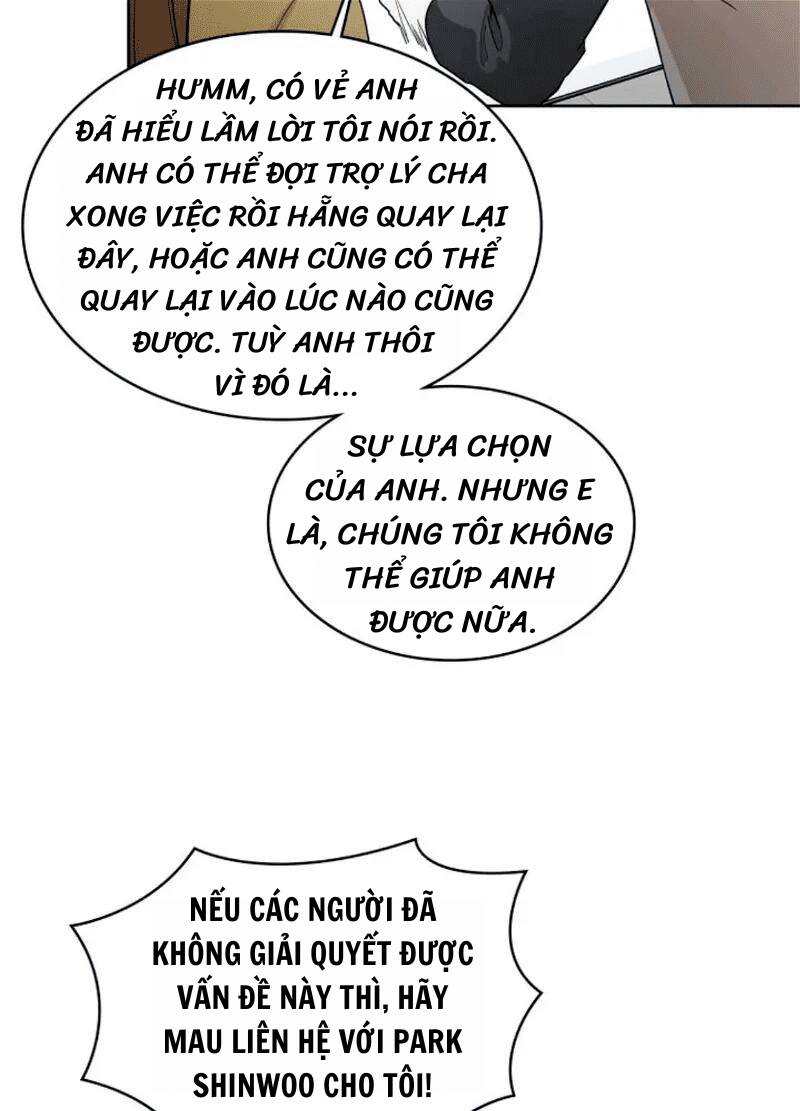 HƯMM, CÓ VẺ ANH
ĐÃ HIỂU LẦM LỜI TÔI NÓI RỒI.
ANH CÓ THỂ ĐỢI TRỢ LÝ CHA
XONG VIỆC RỒI HẴNG QUAY LẠI
ĐÂY, HOẶC ANH CŨNG CÓ THỂ
QUAY LẠI VÀO LÚC NÀO CŨNG
ĐƯỢC. TUỲ ANH THÔI
VÌ ĐÓ LÀ...
SỰ LỰA CHỌN
CỦA ANH. NHƯNG E
LÀ, CHÚNG TÔI KHÔNG
THỂ GIÚP ANH
ĐƯỢC NỮA.
NẾU CÁC NGƯỜI ĐÃ
KHÔNG GIẢI QUYẾT ĐƯỢC
VẤN ĐỀ NÀY THÌ, HÃY
MAU LIÊN HỆ VỚI PARK
SHINWOO CHO TÔI!